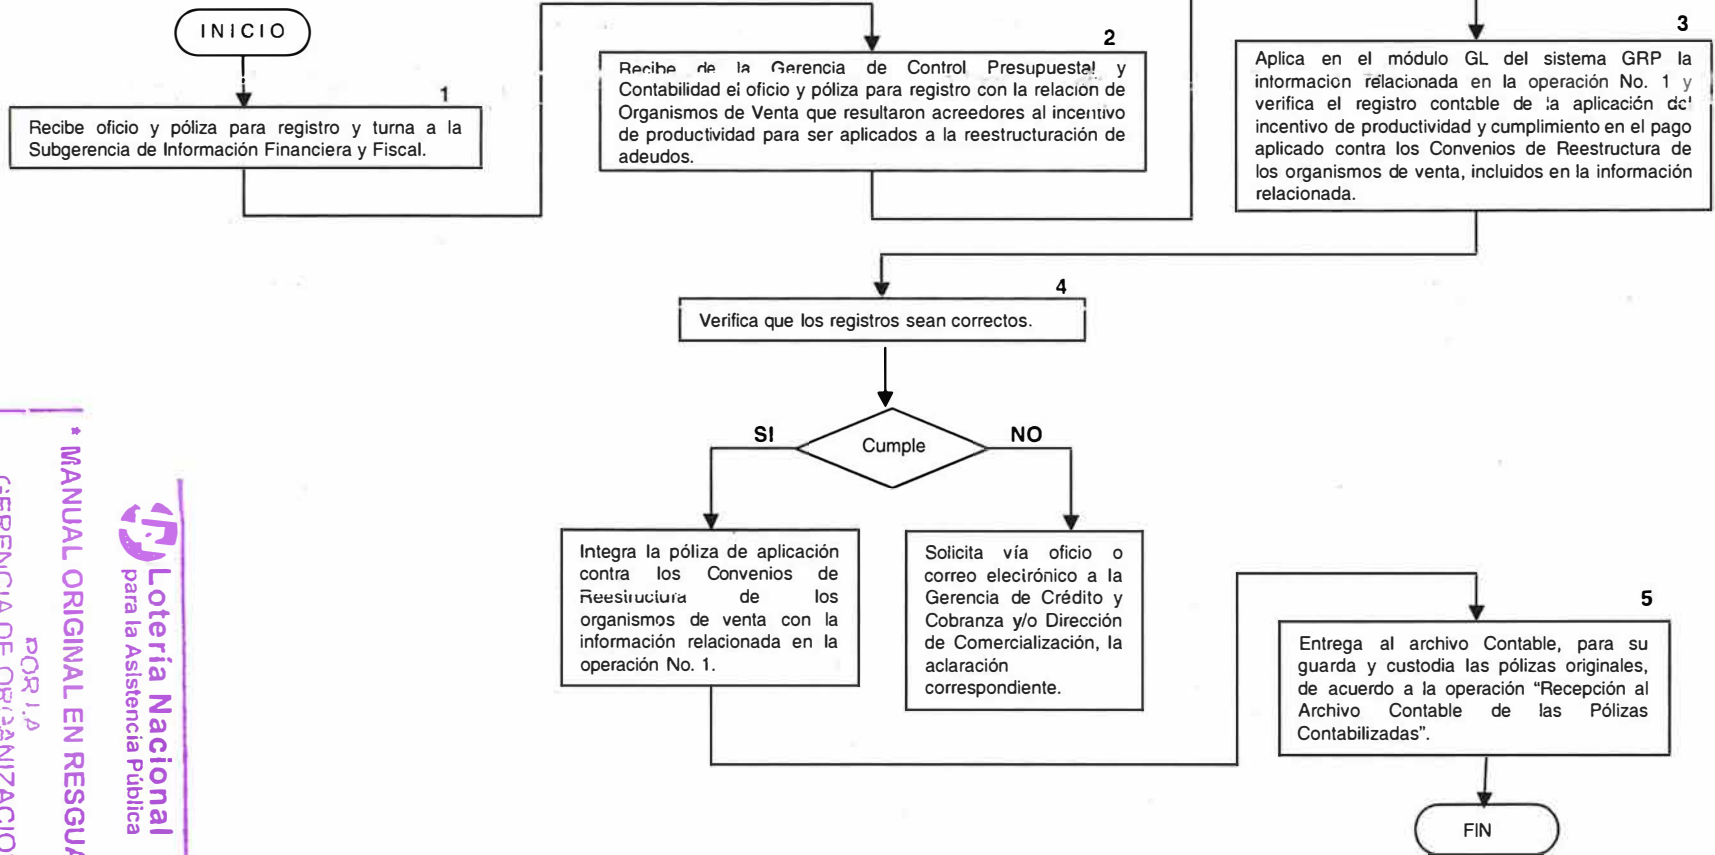 INICIO
1
Recibe oficio y póliza para registro y turna a la
Subgerencia de Información Financiera y Fiscal.
2
Recibe de la Gerencia de Control Presupuestal y
Contabilidad el oficio y póliza para registro con la relación de
Organismos de Venta que resultaron acreedores al incentivo
de productividad para ser aplicados a la reestructuración de
adeudos.
3
Aplica en el módulo GL del sistema GRP la
información relacionada en la operación No. 1 y
verifica el registro contable de la aplicación del
incentivo de productividad y cumplimiento en el pago
aplicado contra los Convenios de Reestructura de
los organismos de venta, incluidos en la información
relacionada.
4
Verifica que los registros sean correctos.
Cumple
SI
NO
Integra la póliza de aplicación
contra los Convenios de
Reestructura de los
organismos de venta con la
información relacionada en la
operación No. 1.
Solicita vía oficio o
correo electrónico a la
Gerencia de Crédito y
Cobranza y/o Dirección
de Comercialización, la
aclaración
correspondiente.
5
Entrega al archivo Contable, para su
guarda y custodia las pólizas originales,
de acuerdo a la operación “Recepción al
Archivo Contable de las Pólizas
Contabilizadas”.
FIN
Lotería Nacional
para la Asistencia Pública
* MANUAL ORIGINAL EN RESGUA
POR LA
GERENCIA DE ORGANIZACIO